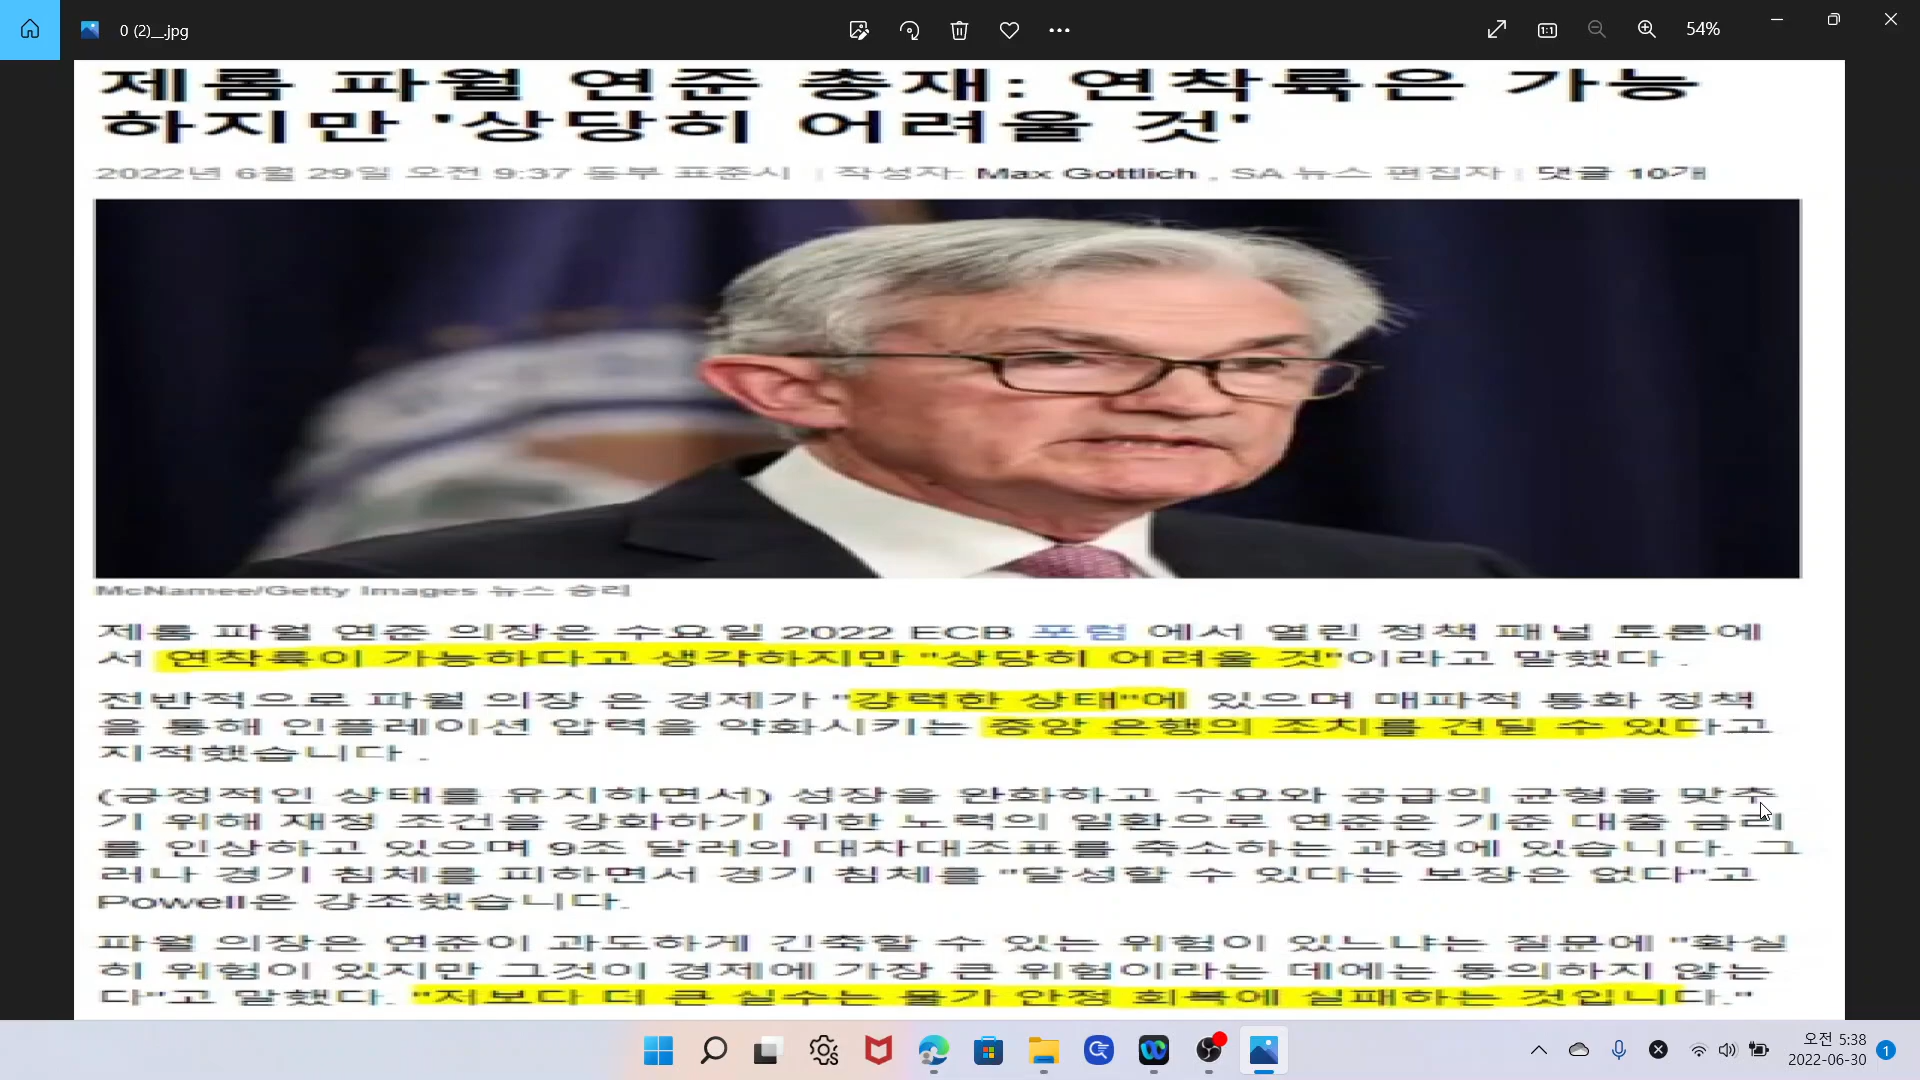 0 (2)__.jpg
54%
제롬 파월 연준 총재: 연착륙은 가능
하지만 '상당히 어려울 것'
2022년 6월 29일 오전 9:37 동부 표준시 | 작성자: Max Gottlich , SA 뉴스 편집자 | 댓글 10개
McNamee/Getty Images 뉴스 승리
제롬 파월 연준 의장은 수요일 2022 ECB 포럼 에서 열린 정책 패널 토론에
서 연착륙이 가능하다고 생각하지만 "상당히 어려울 것"이라고 말했다 .
전반적으로 파월 의장 은 경제가 "강력한 상태"에 있으며 매파적 통화 정책
을 통해 인플레이션 압력을 약화시키는 중앙 은행의 조치를 견딜 수 있다고
지적했습니다 .
(긍정적인 상태를 유지하면서) 성장을 완화하고 수요와 공급의 균형을 맞추
기 위해 재정 조건을 강화하기 위한 노력의 일환으로 연준은 기준 대출 금리
를 인상하고 있으며 9조 달러의 대차대조표를 축소하는 과정에 있습니다. 그
러나 경기 침체를 피하면서 경기 침체를 "달성할 수 있다는 보장은 없다"고
Powell은 강조했습니다.
파월 의장은 연준이 과도하게 긴축할 수 있는 위험이 있느냐는 질문에 "확실
히 위험이 있지만 그것이 경제에 가장 큰 위험이라는 데에는 동의하지 않는
다"고 말했다. "저보다 더 큰 실수는 물가 안정 회복에 실패하는 것입니다."
오전 5:38
2022-06-30
1